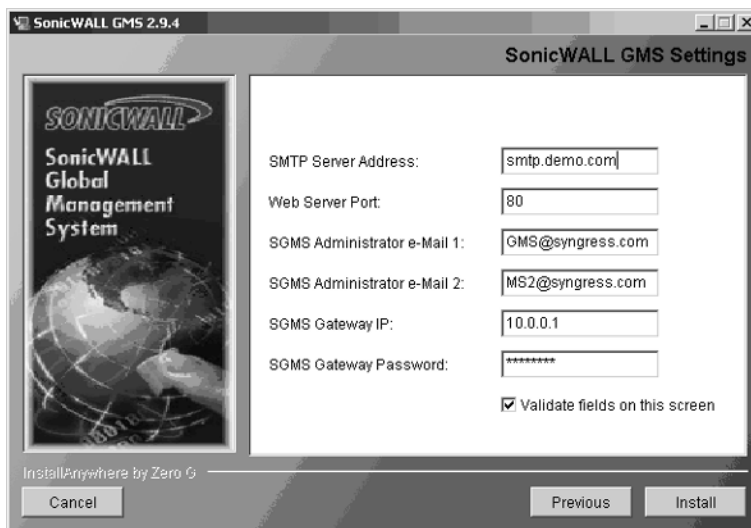 SonicWALL GMS 2.9.4
SonicWALL GMS Settings
SONICWALL
SonicWALL
Global
Management
System
SMTP Server Address: smtp.demo.com
Web Server Port: 80
SGMS Administrator e-Mail 1: GMS@syngress.com
SGMS Administrator e-Mail 2: MS2@syngress.com
SGMS Gateway IP: 10.0.0.1
SGMS Gateway Password: ********
Validate fields on this screen
InstallAnywhere by Zero G
Cancel Previous Install